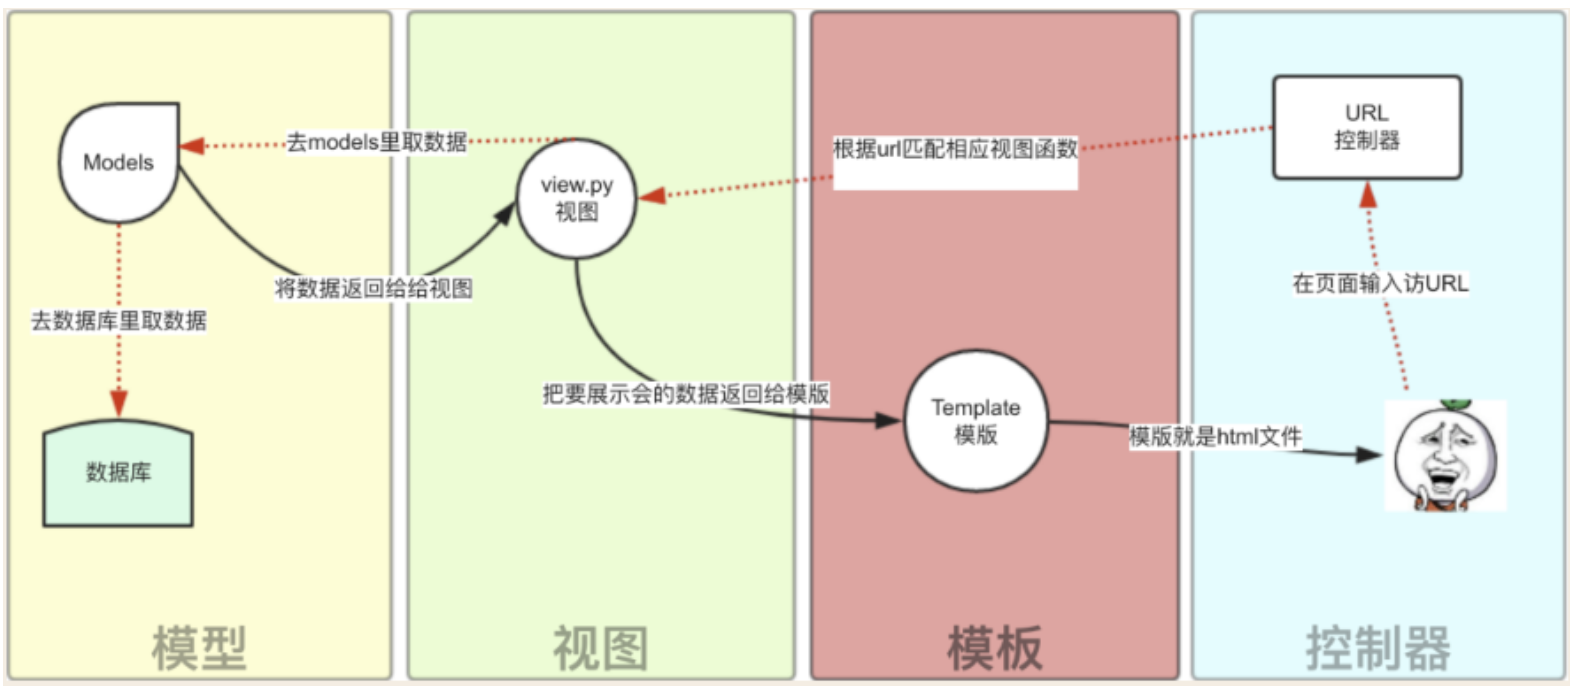 URL
控制器
Models
去models里取数据
根据url匹配相应视图函数
view.py
视图
在页面输入访URL
将数据返回给给视图
去数据库里取数据
把要展示会的数据返回给模版
Template
模版
模版就是html文件
数据库
模型
视图
模板
控制器